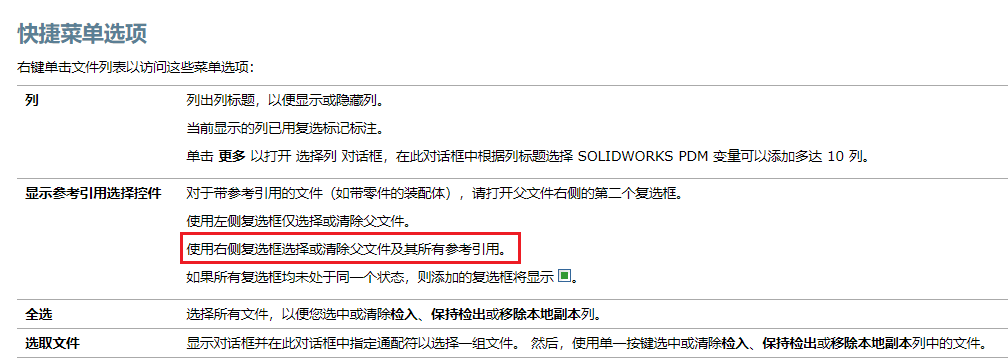 快捷菜单选项
右键单击文件列表以访问这些菜单选项：
列
列出列标题，以便显示或隐藏列。
当前显示的列已用复选标记标注。
单击 更多 以打开 选择列 对话框，在此对话框中根据列标题选择 SOLIDWORKS PDM 变量可以添加多达 10 列。
显示参考引用选择控件
对于带参考引用的文件（如带零件的装配体），请打开父文件右侧的第二个复选框。
使用左侧复选框仅选择或清除父文件。
使用右侧复选框选择或清除父文件及其所有参考引用。
如果所有复选框均未处于同一个状态，则添加的复选框将显示 。
全选
选择所有文件，以便您选中或清除检入、保持检出或移除本地副本列。
选取文件
显示对话框并在此对话框中指定通配符以选择一组文件。 然后，使用单一按键选中或清除检入、保持检出或移除本地副本列中的文件。